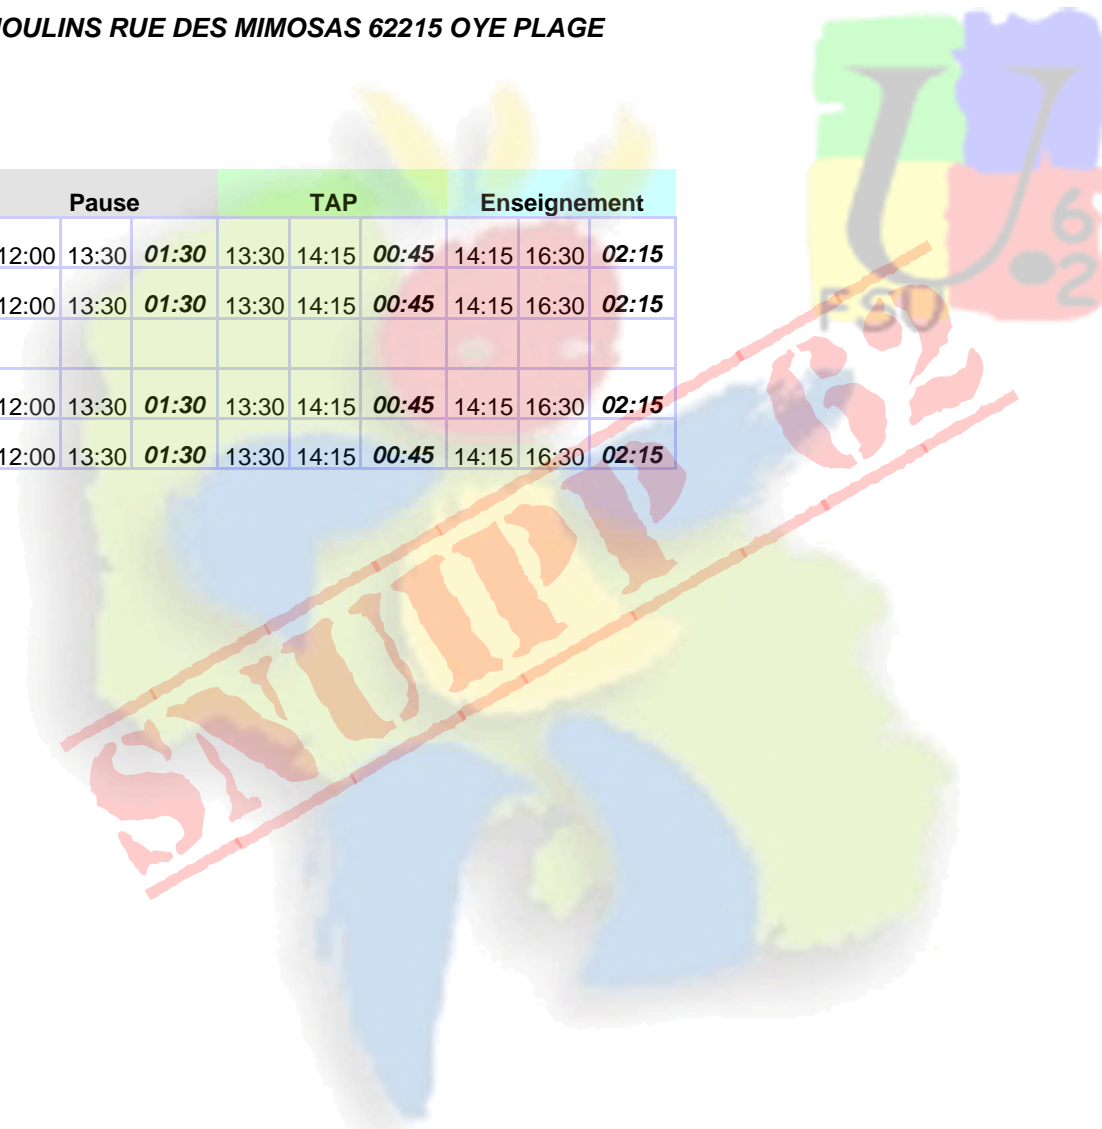 OULINS RUE DES MIMOSAS 62215 OYE PLAGE
U 62
FSU
Pause TAP Enseignement
12:00 13:30 01:30 13:30 14:15 00:45 14:15 16:30 02:15
12:00 13:30 01:30 13:30 14:15 00:45 14:15 16:30 02:15
12:00 13:30 01:30 13:30 14:15 00:45 14:15 16:30 02:15
12:00 13:30 01:30 13:30 14:15 00:45 14:15 16:30 02:15
SNUIPP 62